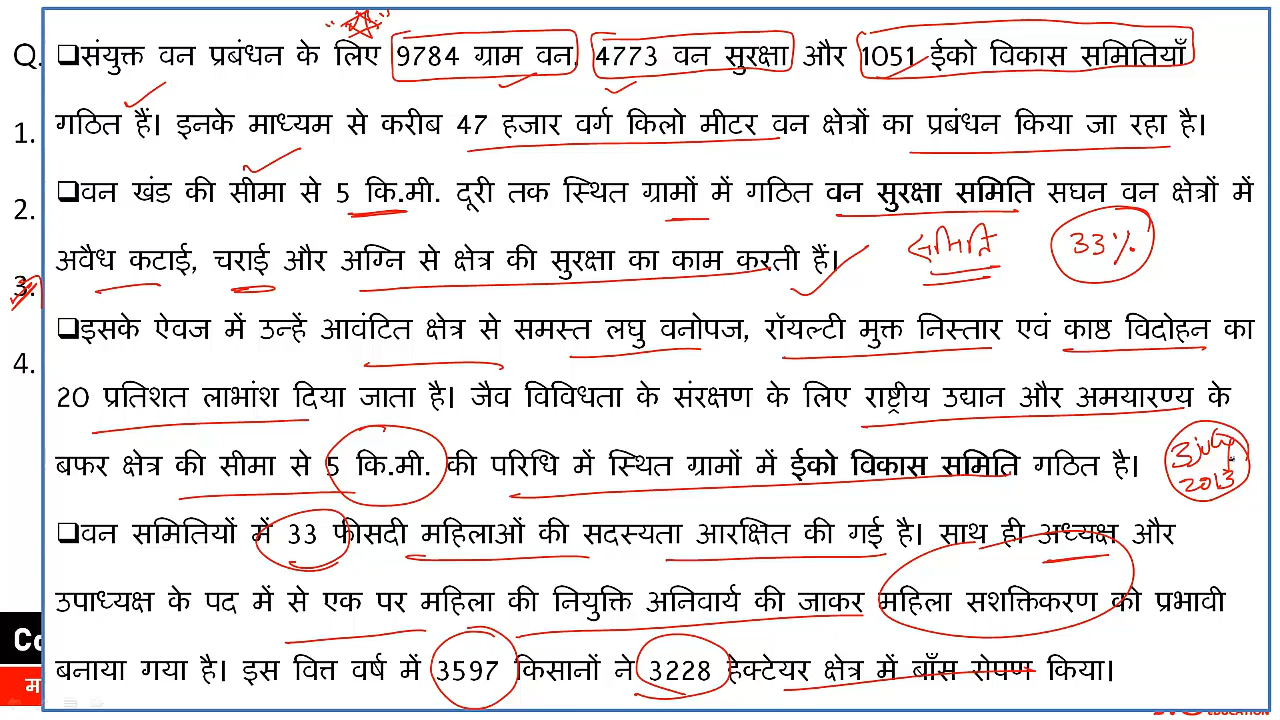 Q. ❑संयुक्त वन प्रबंधन के लिए 9784 ग्राम वन, 4773 वन सुरक्षा और 1051 ईको विकास समितियाँ
1. गठित हैं। इनके माध्यम से करीब 47 हजार वर्ग किलो मीटर वन क्षेत्रों का प्रबंधन किया जा रहा है।
2. ❑वन खंड की सीमा से 5 कि.मी. दूरी तक स्थित ग्रामों में गठित वन सुरक्षा समिति सघन वन क्षेत्रों में
3. अवैध कटाई, चराई और अग्नि से क्षेत्र की सुरक्षा का काम करती हैं। समिति 33%
❑इसके ऐवज में उन्हें आवंटित क्षेत्र से समस्त लघु वनोपज, रॉयल्टी मुक्त निस्तार एवं काष्ठ विदोहन का
4. 20 प्रतिशत लाभांश दिया जाता है। जैव विविधता के संरक्षण के लिए राष्ट्रीय उद्यान और अमयारण्य के
बफर क्षेत्र की सीमा से 5 कि.मी. की परिधि में स्थित ग्रामों में ईको विकास समिति गठित है।
3 july
2013
❑वन समितियों में 33 फीसदी महिलाओं की सदस्यता आरक्षित की गई है। साथ ही अध्यक्ष और
उपाध्यक्ष के पद में से एक पर महिला की नियुक्ति अनिवार्य की जाकर महिला सशक्तिकरण को प्रभावी
बनाया गया है। इस वित्त वर्ष में 3597 किसानों ने 3228 हेक्टेयर क्षेत्र में बाँस रोपण किया।